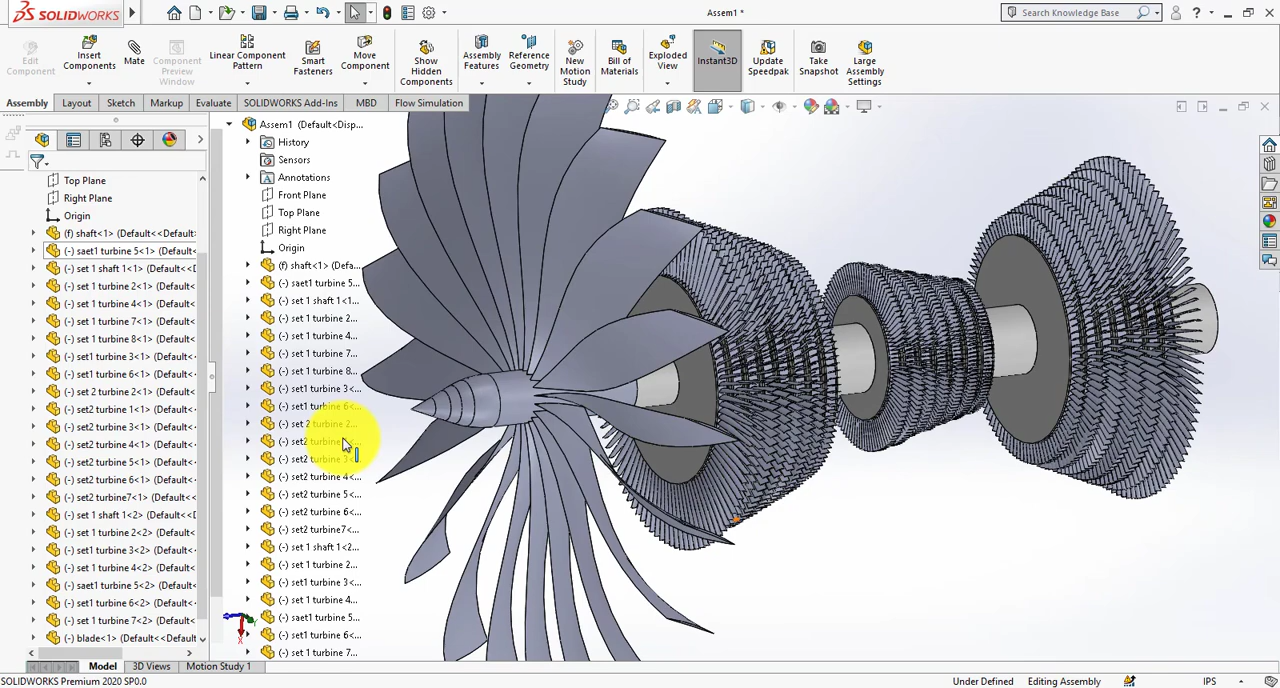 SOLIDWORKS
Assem1 *
Search Knowledge Base
Edit Component
Insert Components
Mate
Component Preview Window
Linear Component Pattern
Smart Fasteners
Move Component
Show Hidden Components
Assembly Features
Reference Geometry
New Motion Study
Bill of Materials
Exploded View
Instant3D
Update Speedpak
Take Snapshot
Large Assembly Settings
Assembly
Layout
Sketch
Markup
Evaluate
SOLIDWORKS Add-Ins
MBD
Flow Simulation
Top Plane
Right Plane
Origin
(f) shaft<1> (Default<<Default
(-) saet1 turbine 5<1> (Default
(-) set 1 shaft 1<1> (Default<<D
(-) set 1 turbine 2<1> (Default
(-) set 1 turbine 4<1> (Default
(-) set 1 turbine 7<1> (Default
(-) set 1 turbine 8<1> (Default
(-) set1 turbine 3<1> (Default<
(-) set1 turbine 6<1> (Default<
(-) set 2 turbine 2<1> (Default
(-) set2 turbine 1<1> (Default<
(-) set2 turbine 3<1> (Default<
(-) set2 turbine 4<1> (Default<
(-) set2 turbine 5<1> (Default<
(-) set2 turbine 6<1> (Default<
(-) set2 turbine7<1> (Default<
(-) set 1 shaft 1<2> (Default<<D
(-) set 1 turbine 2<2> (Default
(-) set1 turbine 3<2> (Default<
(-) set 1 turbine 4<2> (Default
(-) saet1 turbine 5<2> (Default
(-) set1 turbine 6<2> (Default<
(-) set 1 turbine 7<2> (Default
(-) blade<1> (Default<<Default
Assem1 (Default<Disp...
History
Sensors
Annotations
Front Plane
Top Plane
Right Plane
Origin
(f) shaft<1> (Defa...
(-) saet1 turbine 5...
(-) set 1 shaft 1<1...
(-) set 1 turbine 2...
(-) set 1 turbine 4...
(-) set 1 turbine 7...
(-) set 1 turbine 8...
(-) set1 turbine 3<...
(-) set1 turbine 6<...
(-) set 2 turbine 2...
(-) set2 turbine
(-) set2 turbine 3<...
(-) set2 turbine 4<...
(-) set2 turbine 5<...
(-) set2 turbine 6<...
(-) set2 turbine7<...
(-) set 1 shaft 1<2...
(-) set 1 turbine 2...
(-) set1 turbine 3<...
(-) set 1 turbine 4...
(-) saet1 turbine 5...
(-) set1 turbine 6<...
(-) set 1 turbine 7...
Model
3D Views
Motion Study 1
SOLIDWORKS Premium 2020 SP0.0
Under Defined
Editing Assembly
IPS